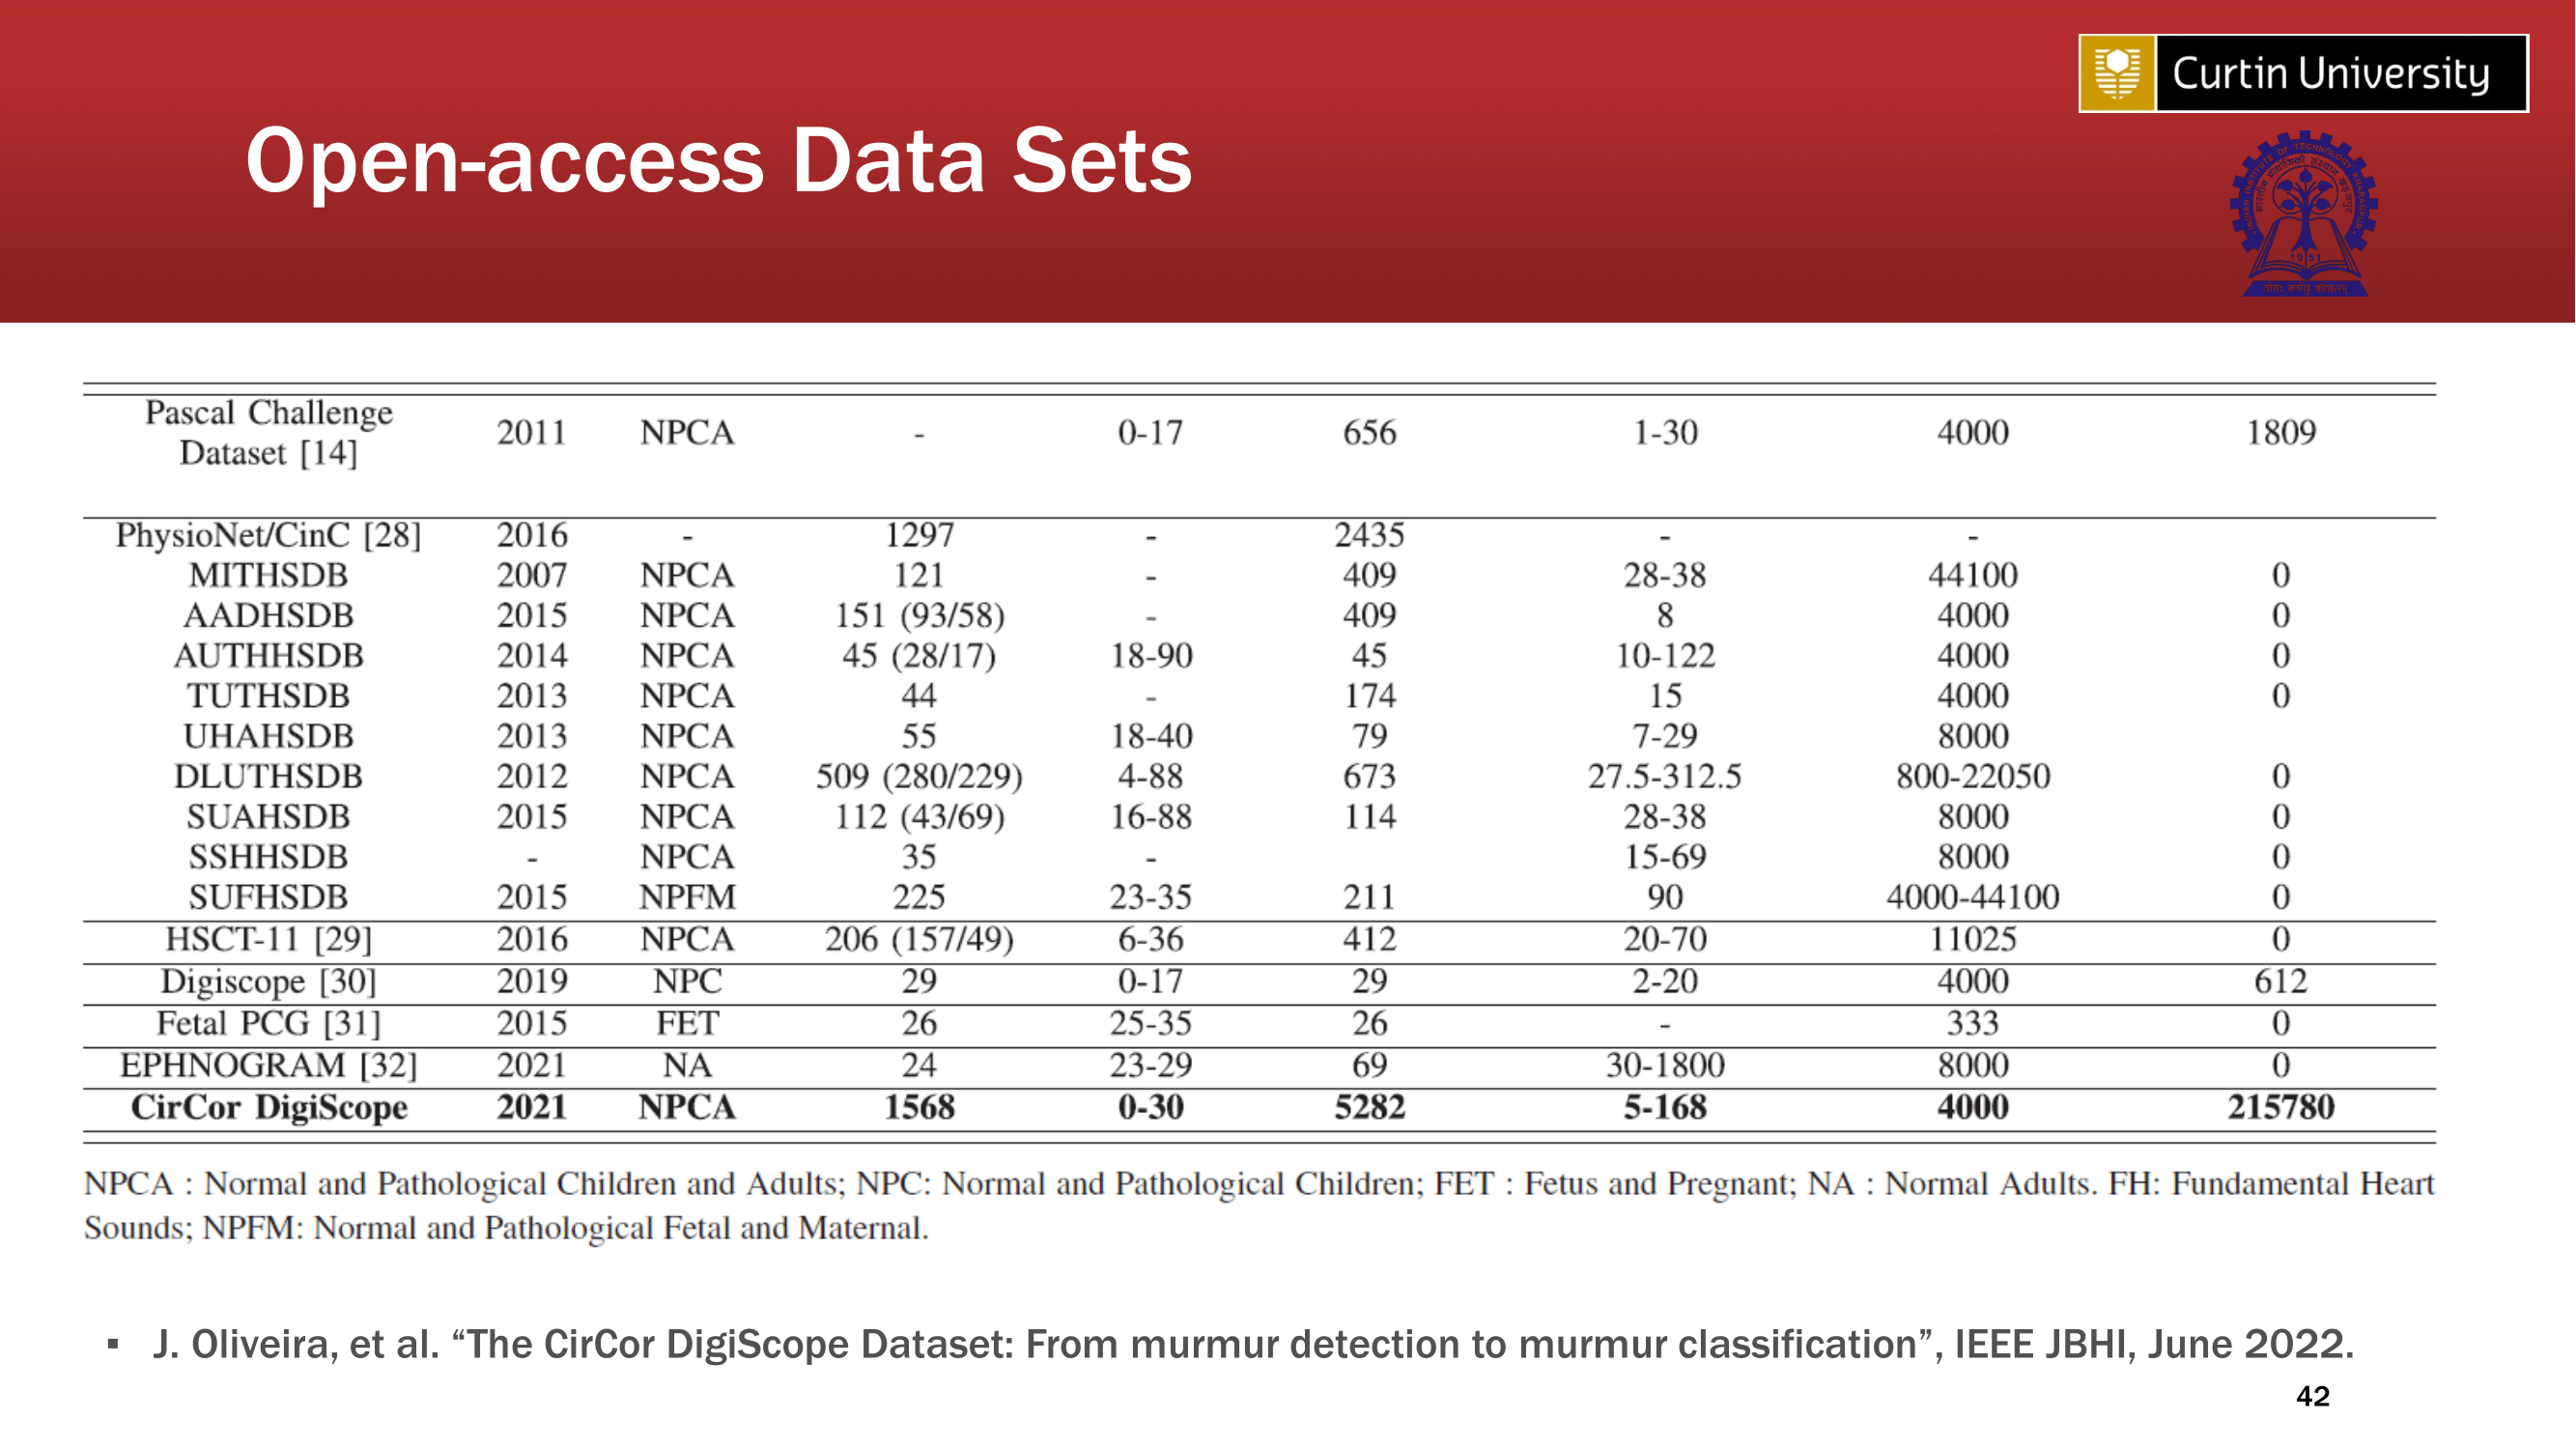 Curtin University
Open-access Data Sets
INDIAN INSTITUTE OF TECHNOLOGY KHARAGPUR
भारतीय प्रौद्योगिकी संस्थान खड़गपुर
1951
योगः कर्मसु कौशलम्
Pascal Challenge Dataset [14] 2011 NPCA - 0-17 656 1-30 4000 1809
PhysioNet/CinC [28] 2016 - 1297 - 2435 - -
MITHSDB 2007 NPCA 121 - 409 28-38 44100 0
AADHSDB 2015 NPCA 151 (93/58) - 409 8 4000 0
AUTHHSDB 2014 NPCA 45 (28/17) 18-90 45 10-122 4000 0
TUTHSDB 2013 NPCA 44 - 174 15 4000 0
UHAHSDB 2013 NPCA 55 18-40 79 7-29 8000
DLUTHSDB 2012 NPCA 509 (280/229) 4-88 673 27.5-312.5 800-22050 0
SUAHSDB 2015 NPCA 112 (43/69) 16-88 114 28-38 8000 0
SSHHSDB - NPCA 35 - 15-69 8000 0
SUFHSDB 2015 NPFM 225 23-35 211 90 4000-44100 0
HSCT-11 [29] 2016 NPCA 206 (157/49) 6-36 412 20-70 11025 0
Digiscope [30] 2019 NPC 29 0-17 29 2-20 4000 612
Fetal PCG [31] 2015 FET 26 25-35 26 - 333 0
EPHNOGRAM [32] 2021 NA 24 23-29 69 30-1800 8000 0
CirCor DigiScope 2021 NPCA 1568 0-30 5282 5-168 4000 215780
NPCA : Normal and Pathological Children and Adults; NPC: Normal and Pathological Children; FET : Fetus and Pregnant; NA : Normal Adults. FH: Fundamental Heart
Sounds; NPFM: Normal and Pathological Fetal and Maternal.
▪ J. Oliveira, et al. “The CirCor DigiScope Dataset: From murmur detection to murmur classification”, IEEE JBHI, June 2022.
42